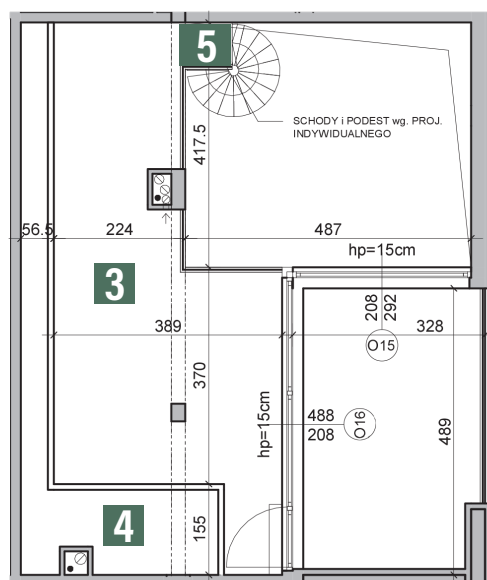 5
SCHODY i PODEST wg. PROJ.
INDYWIDUALNEGO
417.5
56.5
224
487
hp=15cm
3
208
292
O15
389
328
370
hp=15cm
488
208
O16
489
4
155